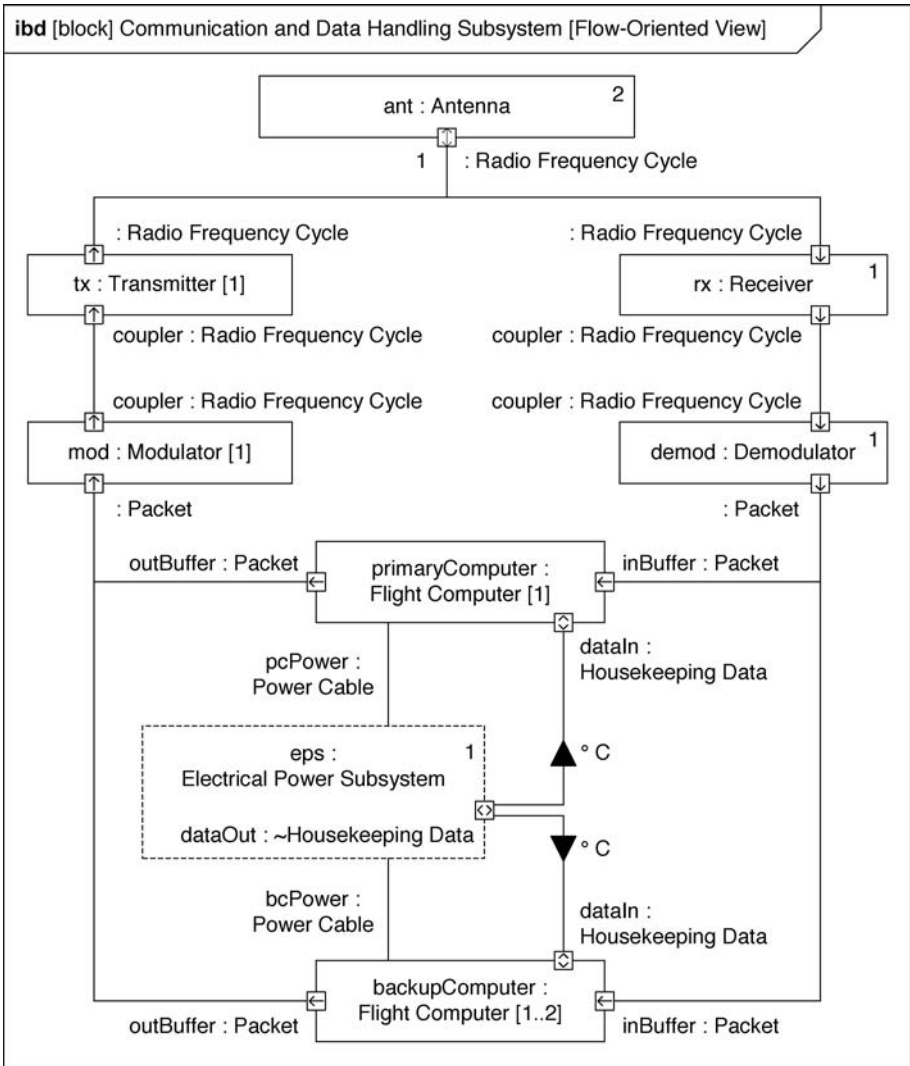 ibd [block] Communication and Data Handling Subsystem [Flow-Oriented View]
ant : Antenna
2
1
: Radio Frequency Cycle
: Radio Frequency Cycle
: Radio Frequency Cycle
tx : Transmitter [1]
rx : Receiver
1
coupler : Radio Frequency Cycle
coupler : Radio Frequency Cycle
coupler : Radio Frequency Cycle
coupler : Radio Frequency Cycle
mod : Modulator [1]
demod : Demodulator
1
: Packet
: Packet
outBuffer : Packet
primaryComputer :
Flight Computer [1]
inBuffer : Packet
pcPower :
Power Cable
dataIn :
Housekeeping Data
eps :
1
Electrical Power Subsystem
dataOut : ~Housekeeping Data
° C
° C
bcPower :
Power Cable
dataIn :
Housekeeping Data
backupComputer :
Flight Computer [1..2]
outBuffer : Packet
inBuffer : Packet